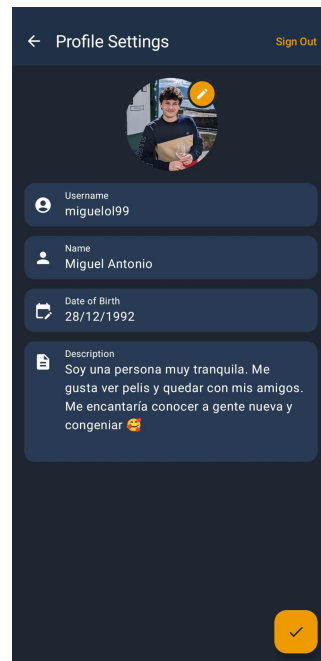 Profile Settings
Sign Out
Username
miguelol99
Name
Miguel Antonio
Date of Birth
28/12/1992
Description
Soy una persona muy tranquila. Me
gusta ver pelis y quedar con mis amigos.
Me encantaría conocer a gente nueva y
congeniar 🥰